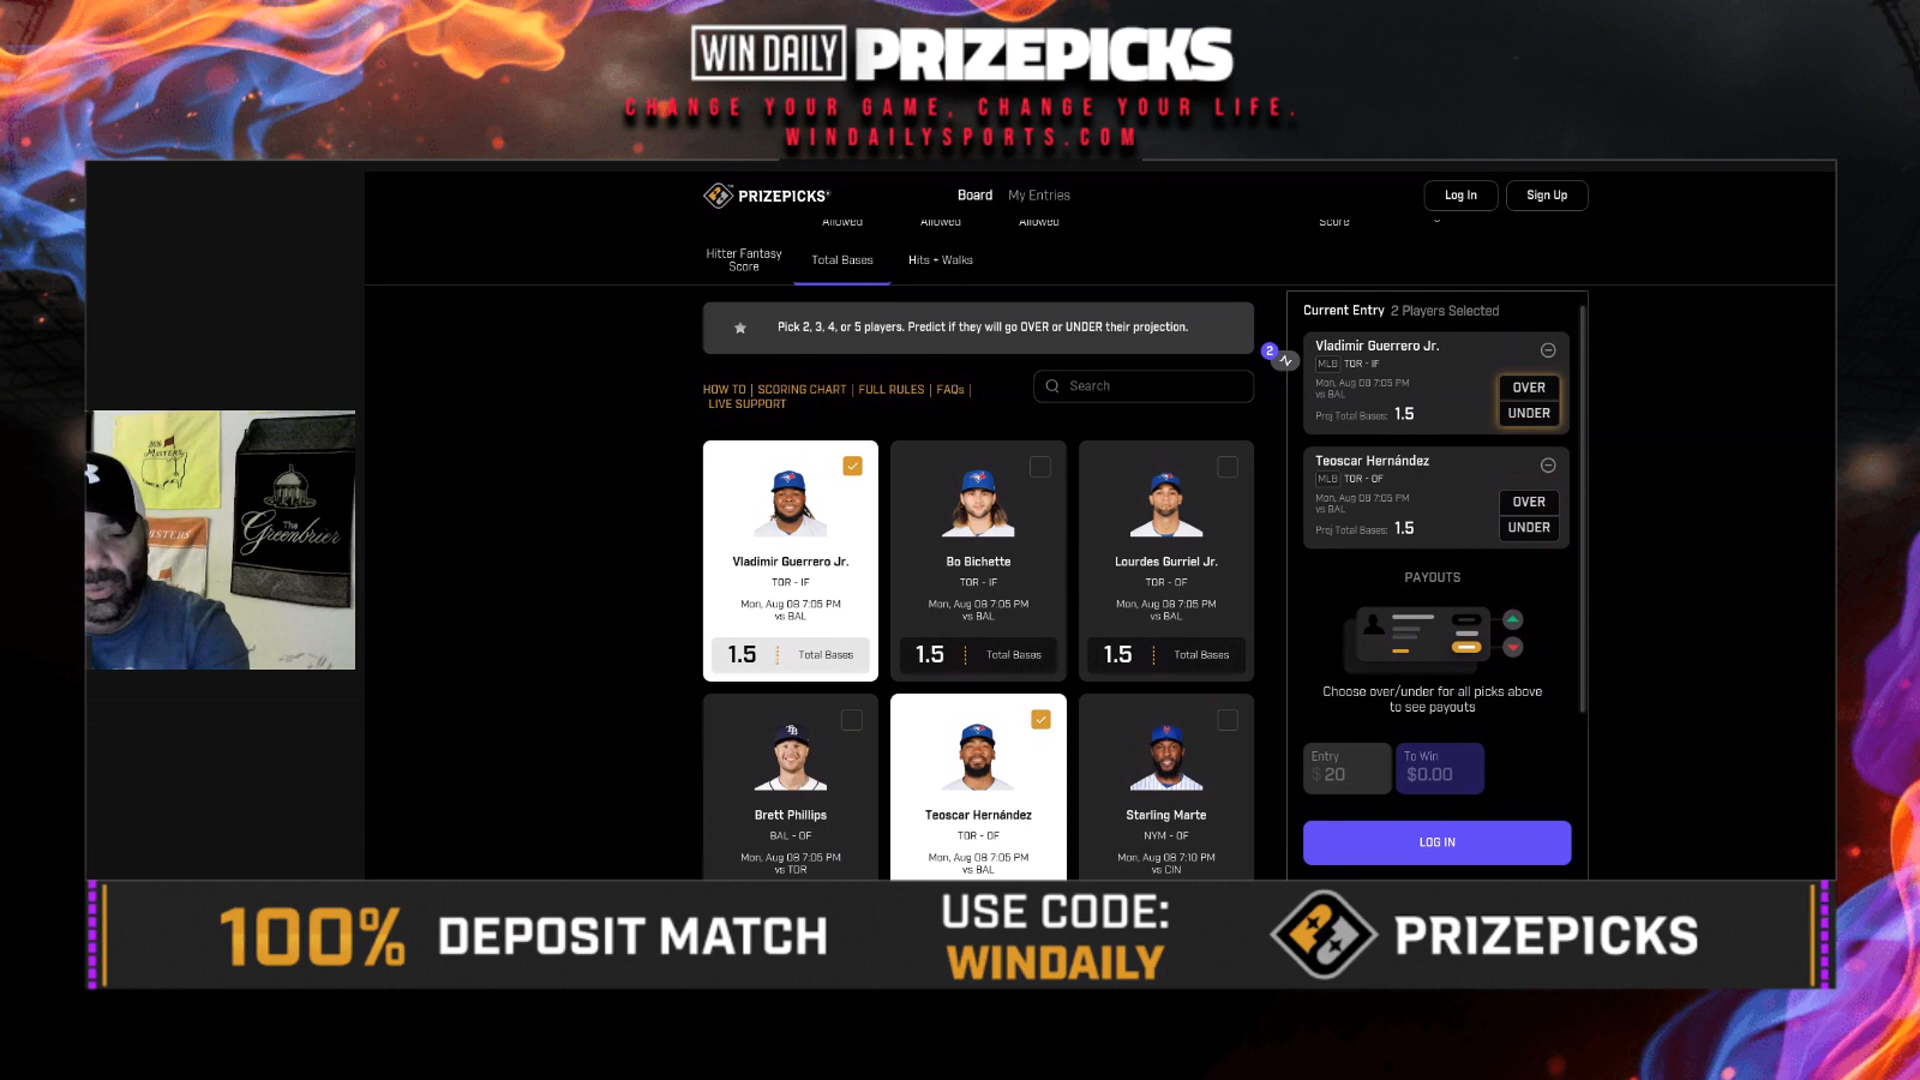 WIN DAILY PRIZEPICKS
CHANGE YOUR GAME, CHANGE YOUR LIFE.
WINDAILYSPORTS.COM
PRIZEPICKS®
Board My Entries
Log In Sign Up
Allowed Allowed Allowed Score
Hitter Fantasy Score
Total Bases
Hits + Walks
Pick 2, 3, 4, or 5 players. Predict if they will go OVER or UNDER their projection.
HOW TO | SCORING CHART | FULL RULES | FAQs |
LIVE SUPPORT
Search
Vladimir Guerrero Jr.
TOR - IF
Mon, Aug 08 7:05 PM
vs BAL
1.5 Total Bases
Bo Bichette
TOR - IF
Mon, Aug 08 7:05 PM
vs BAL
1.5 Total Bases
Lourdes Gurriel Jr.
TOR - OF
Mon, Aug 08 7:05 PM
vs BAL
1.5 Total Bases
Brett Phillips
BAL - OF
Mon, Aug 08 7:05 PM
vs TOR
Teoscar Hernández
TOR - OF
Mon, Aug 08 7:05 PM
vs BAL
Starling Marte
NYM - OF
Mon, Aug 08 7:10 PM
vs CIN
2
Current Entry 2 Players Selected
Vladimir Guerrero Jr.
MLB TOR - IF
Mon, Aug 08 7:05 PM
vs BAL
Proj Total Bases: 1.5
OVER
UNDER
Teoscar Hernández
MLB TOR - OF
Mon, Aug 08 7:05 PM
vs BAL
Proj Total Bases: 1.5
OVER
UNDER
PAYOUTS
Choose over/under for all picks above
to see payouts
Entry
$ 20
To Win
$0.00
LOG IN
MASTERS
The
Greenbrier
100% DEPOSIT MATCH
USE CODE:
WINDAILY
PRIZEPICKS